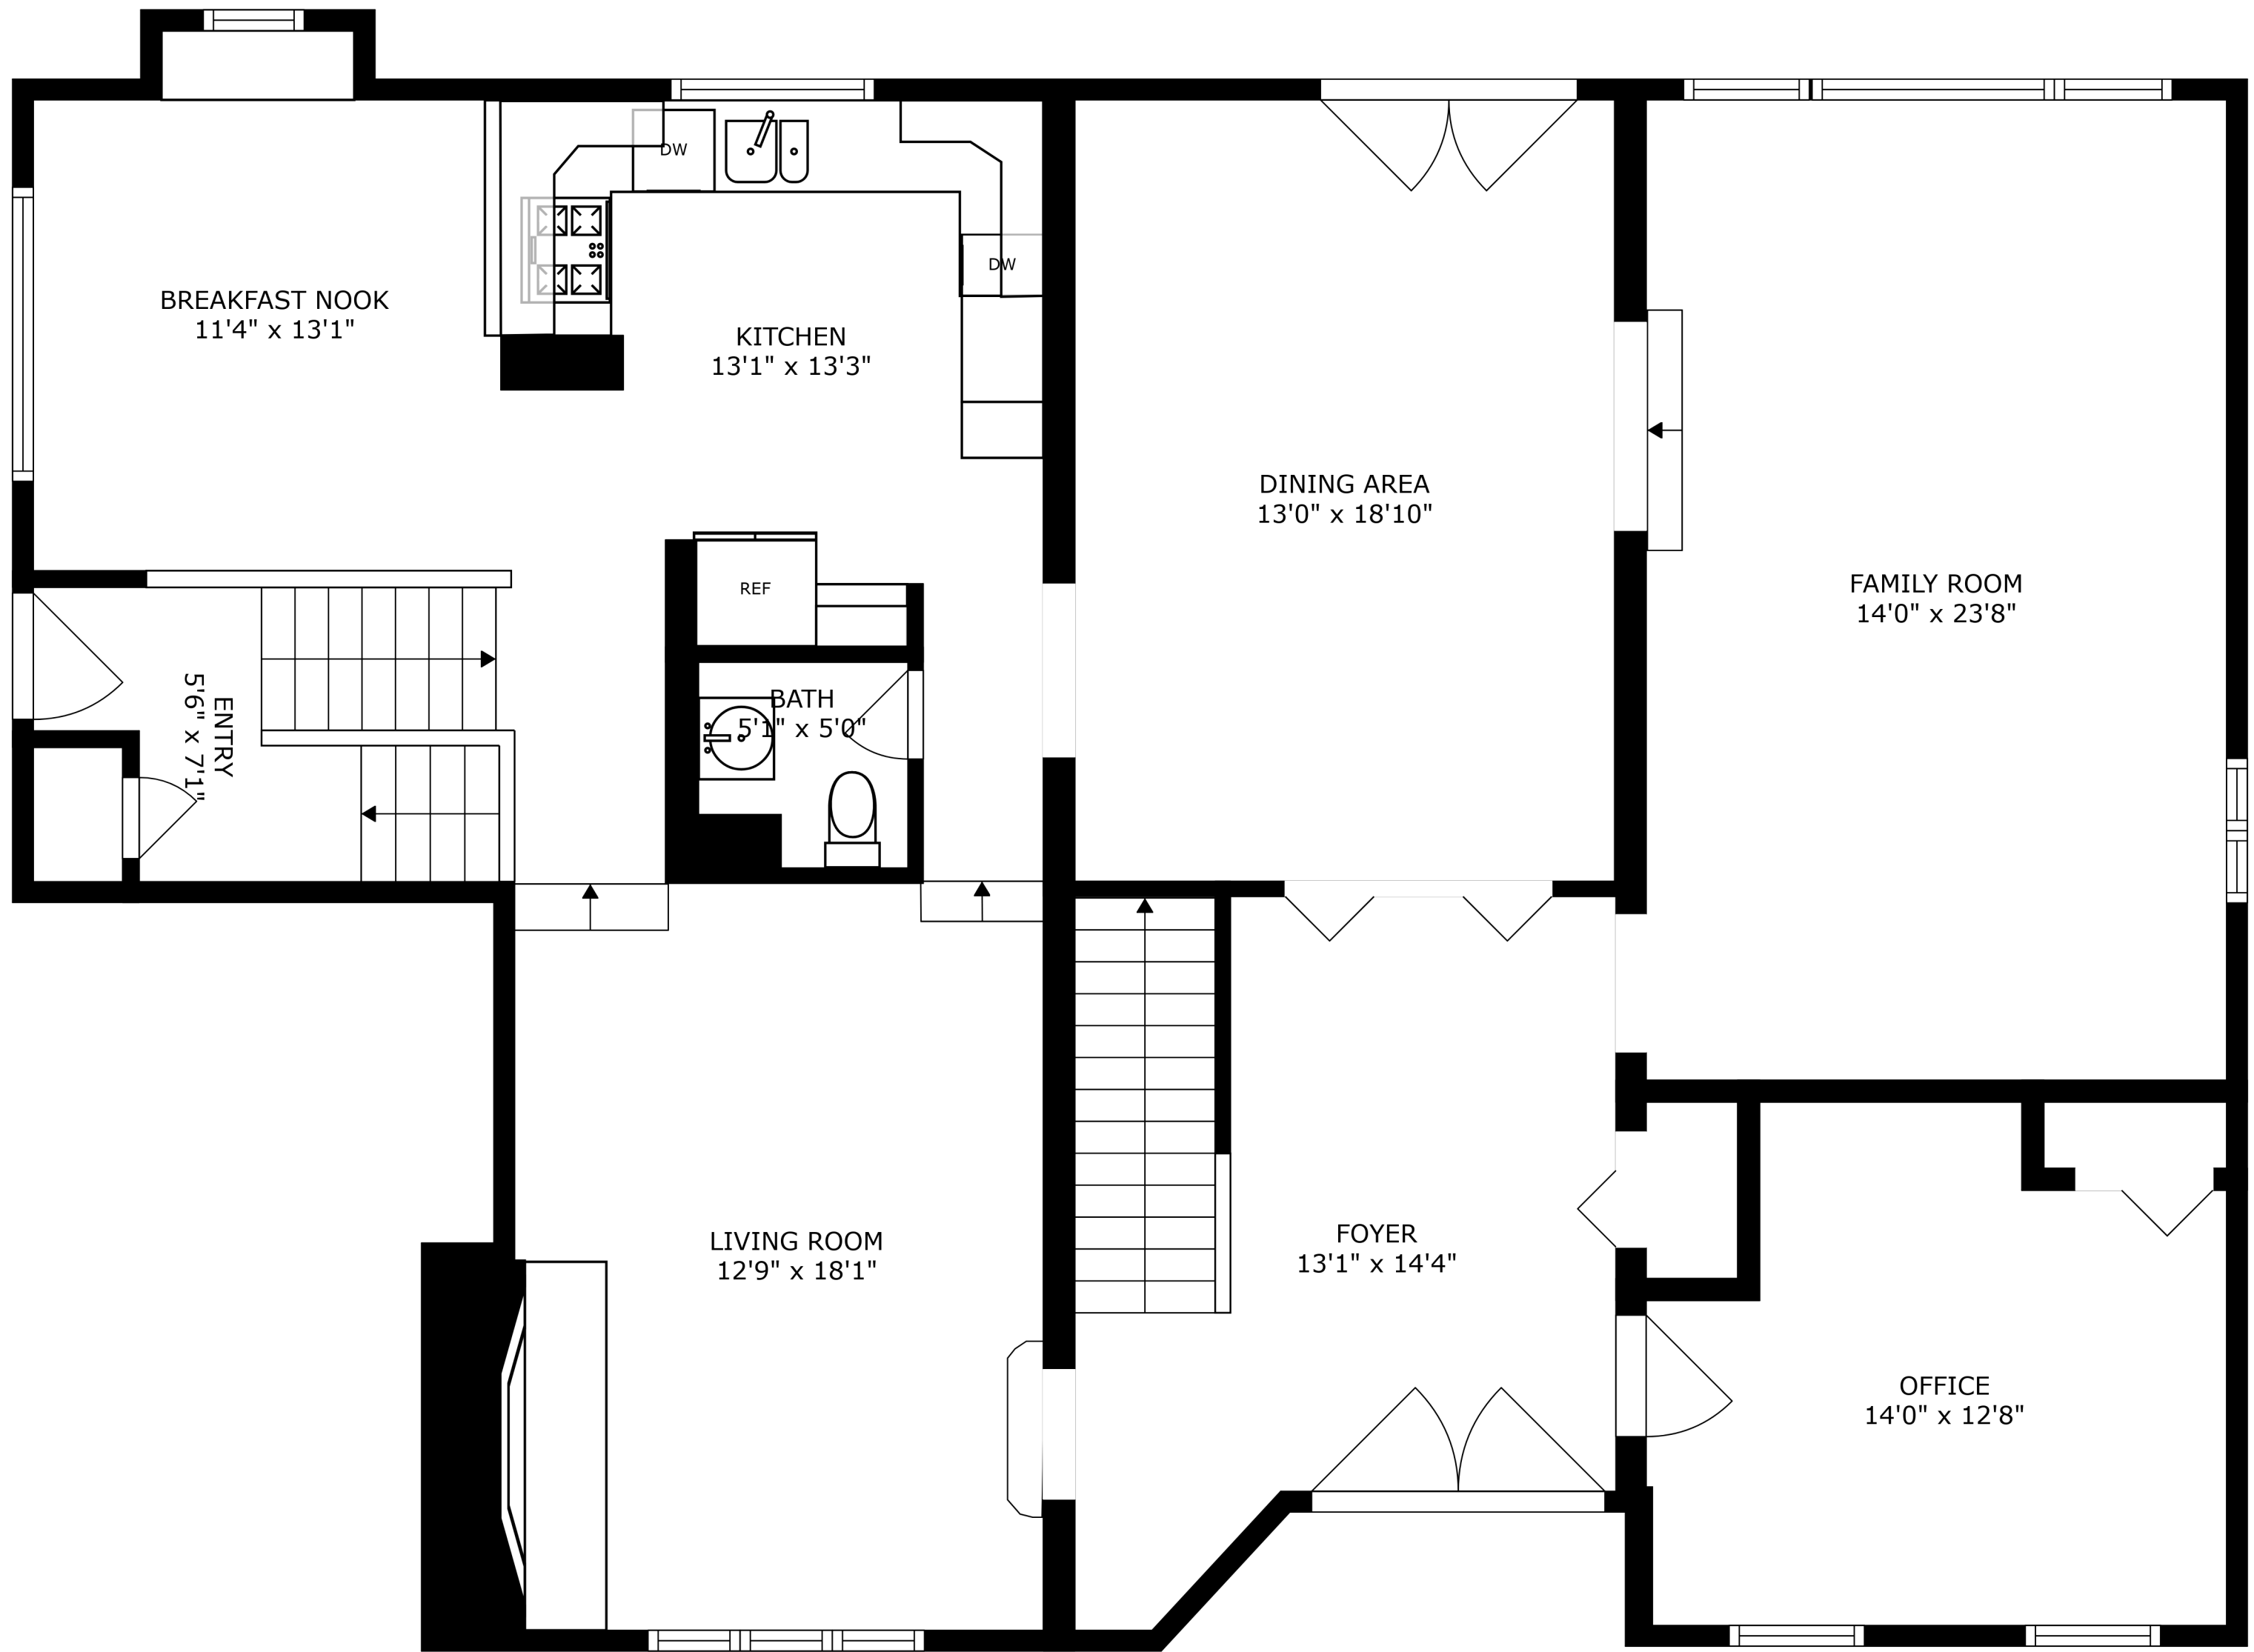 DW
DW
BREAKFAST NOOK
11'4" x 13'1"
KITCHEN
13'1" x 13'3"
DINING AREA
13'0" x 18'10"
FAMILY ROOM
14'0" x 23'8"
REF
ENTRY
5'6" x 7'1"
BATH
5'1" x 5'0"
LIVING ROOM
12'9" x 18'1"
FOYER
13'1" x 14'4"
OFFICE
14'0" x 12'8"